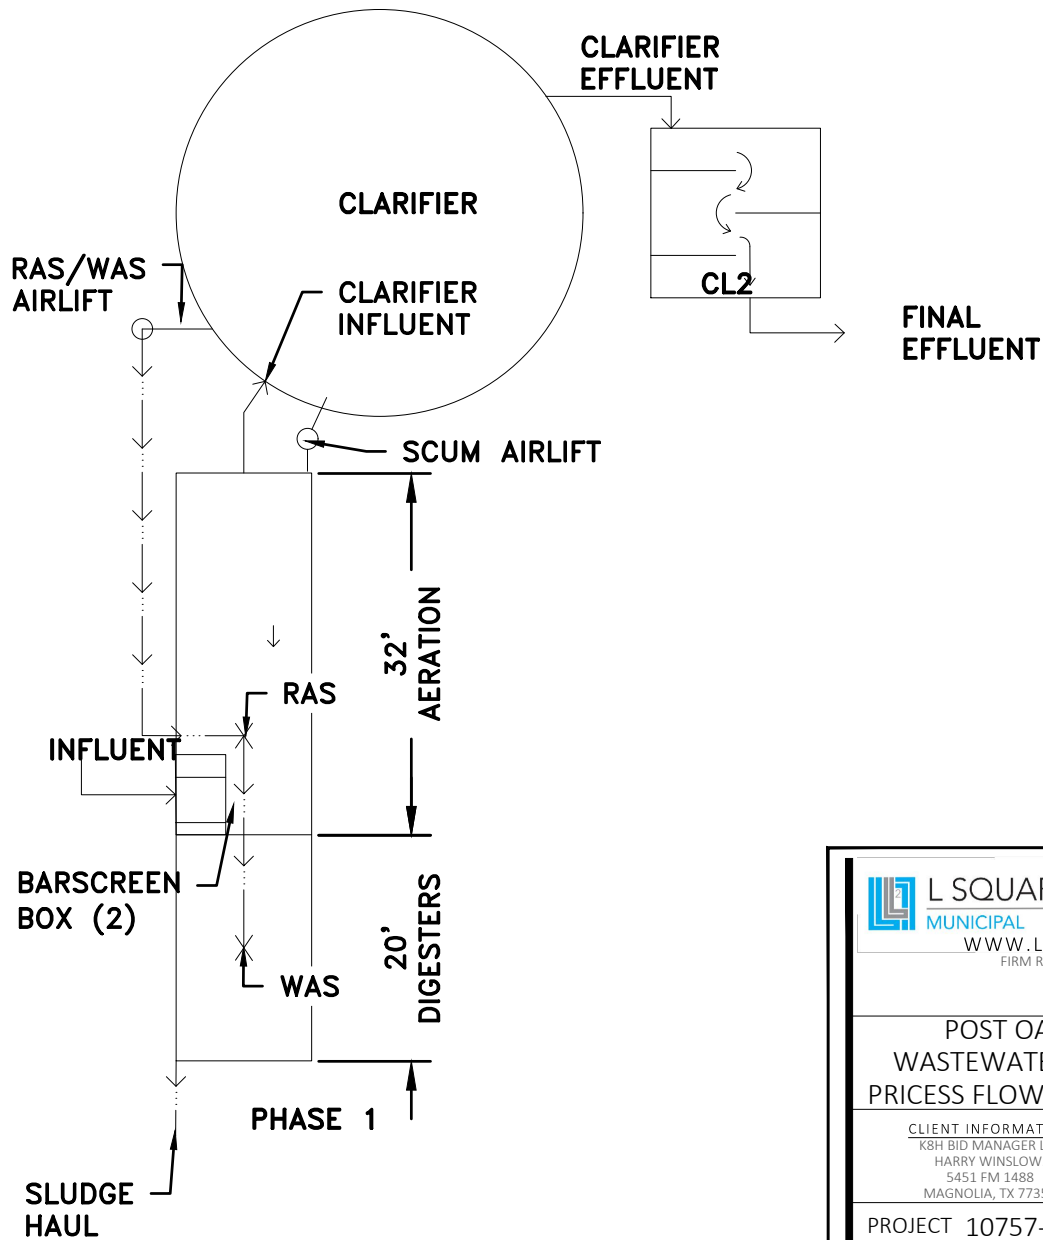 CLARIFIER
EFFLUENT
CLARIFIER
RAS/WAS
AIRLIFT
CLARIFIER
INFLUENT
CL2
FINAL
EFFLUENT
SCUM AIRLIFT
32'
AERATION
RAS
INFLUENT
BARSCREEN
BOX (2)
20'
DIGESTERS
WAS
PHASE 1
SLUDGE
HAUL
L SQUAR
MUNICIPAL
WWW.L
FIRM R
POST OA
WASTEWATE
PRICESS FLOW
CLIENT INFORMAT
K8H BID MANAGER L
HARRY WINSLOW
5451 FM 1488
MAGNOLIA, TX 7735
PROJECT 10757-